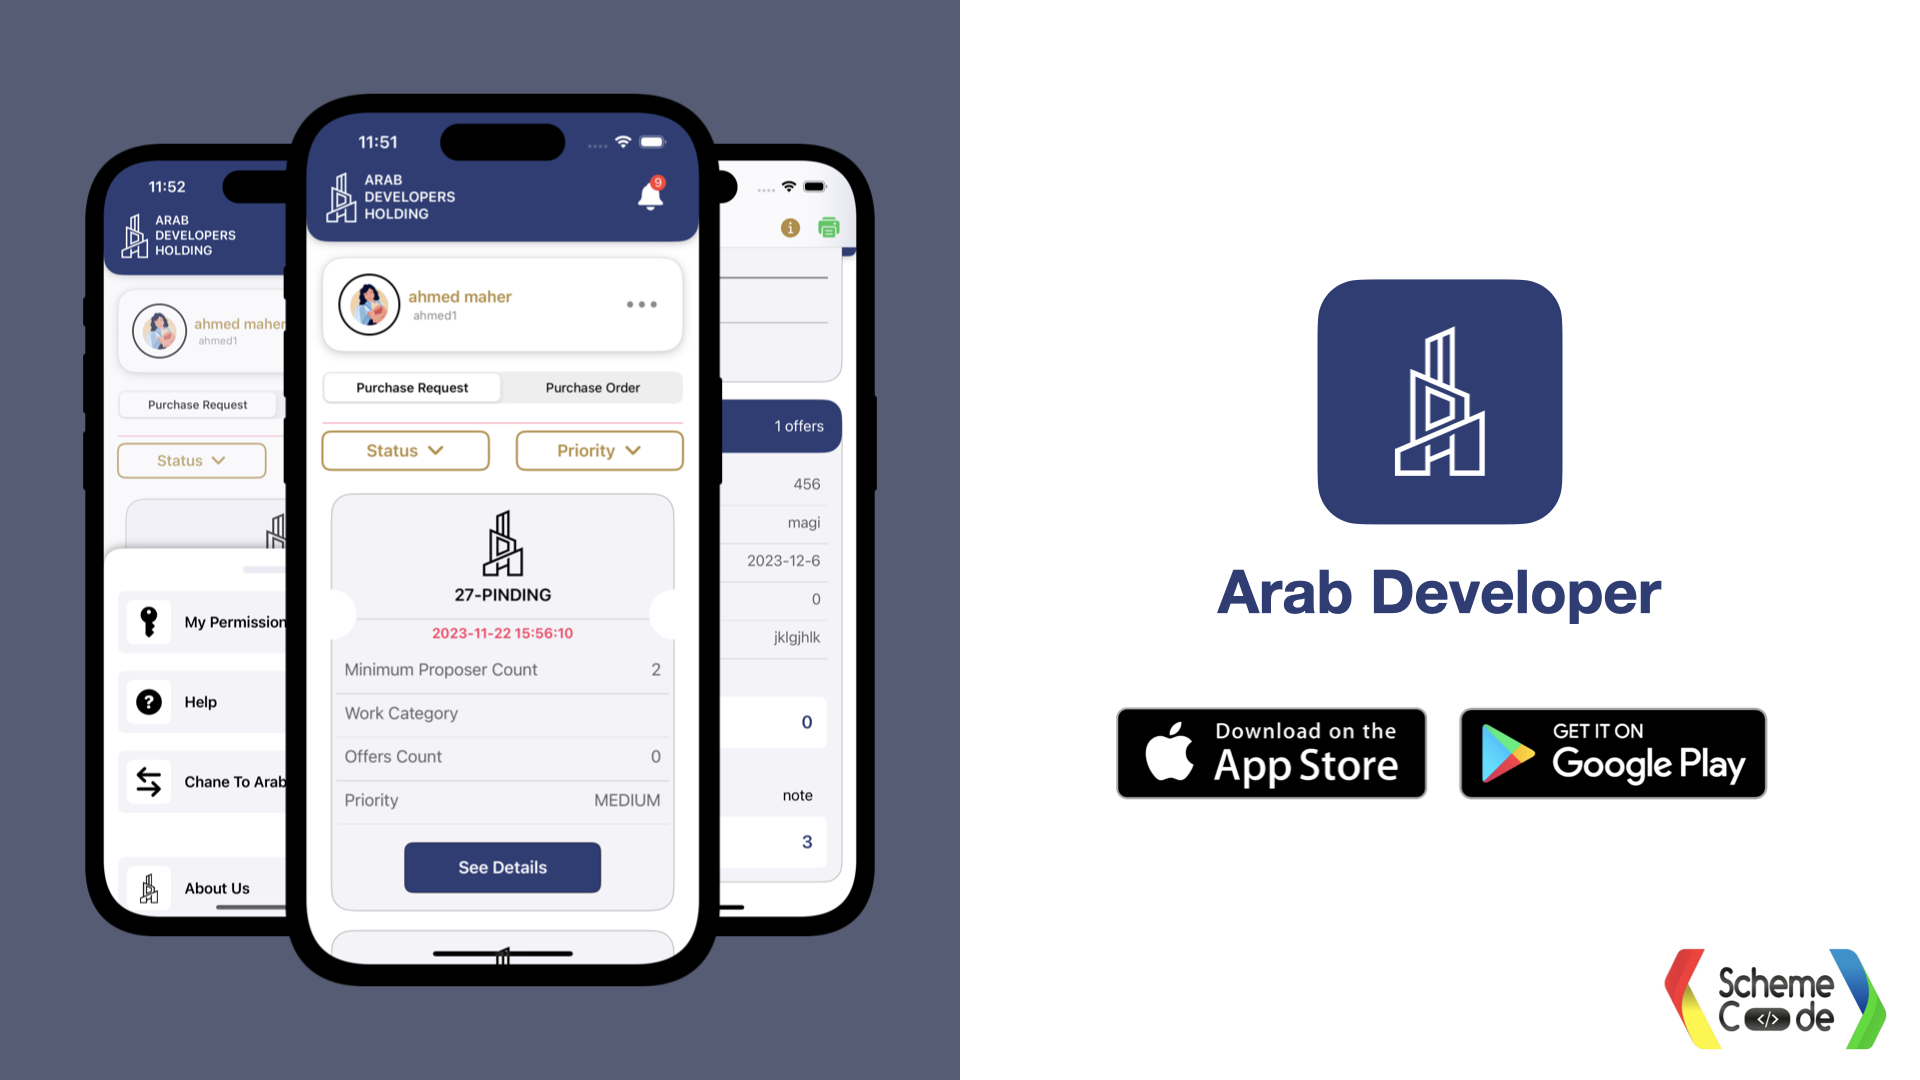 11:52
ARAB
DEVELOPERS
HOLDING
ahmed maher
ahmed1
Purchase Request
Status
My Permission
Help
Chane To Arab
About Us
11:51
ARAB
DEVELOPERS
HOLDING
9
ahmed maher
ahmed1
Purchase Request
Purchase Order
Status
Priority
27-PINDING
2023-11-22 15:56:10
Minimum Proposer Count 2
Work Category
Offers Count 0
Priority MEDIUM
See Details
1 offers
456
magi
2023-12-6
0
jklgjhlk
0
note
3
Arab Developer
Download on the
App Store
GET IT ON
Google Play
Scheme
C</>de